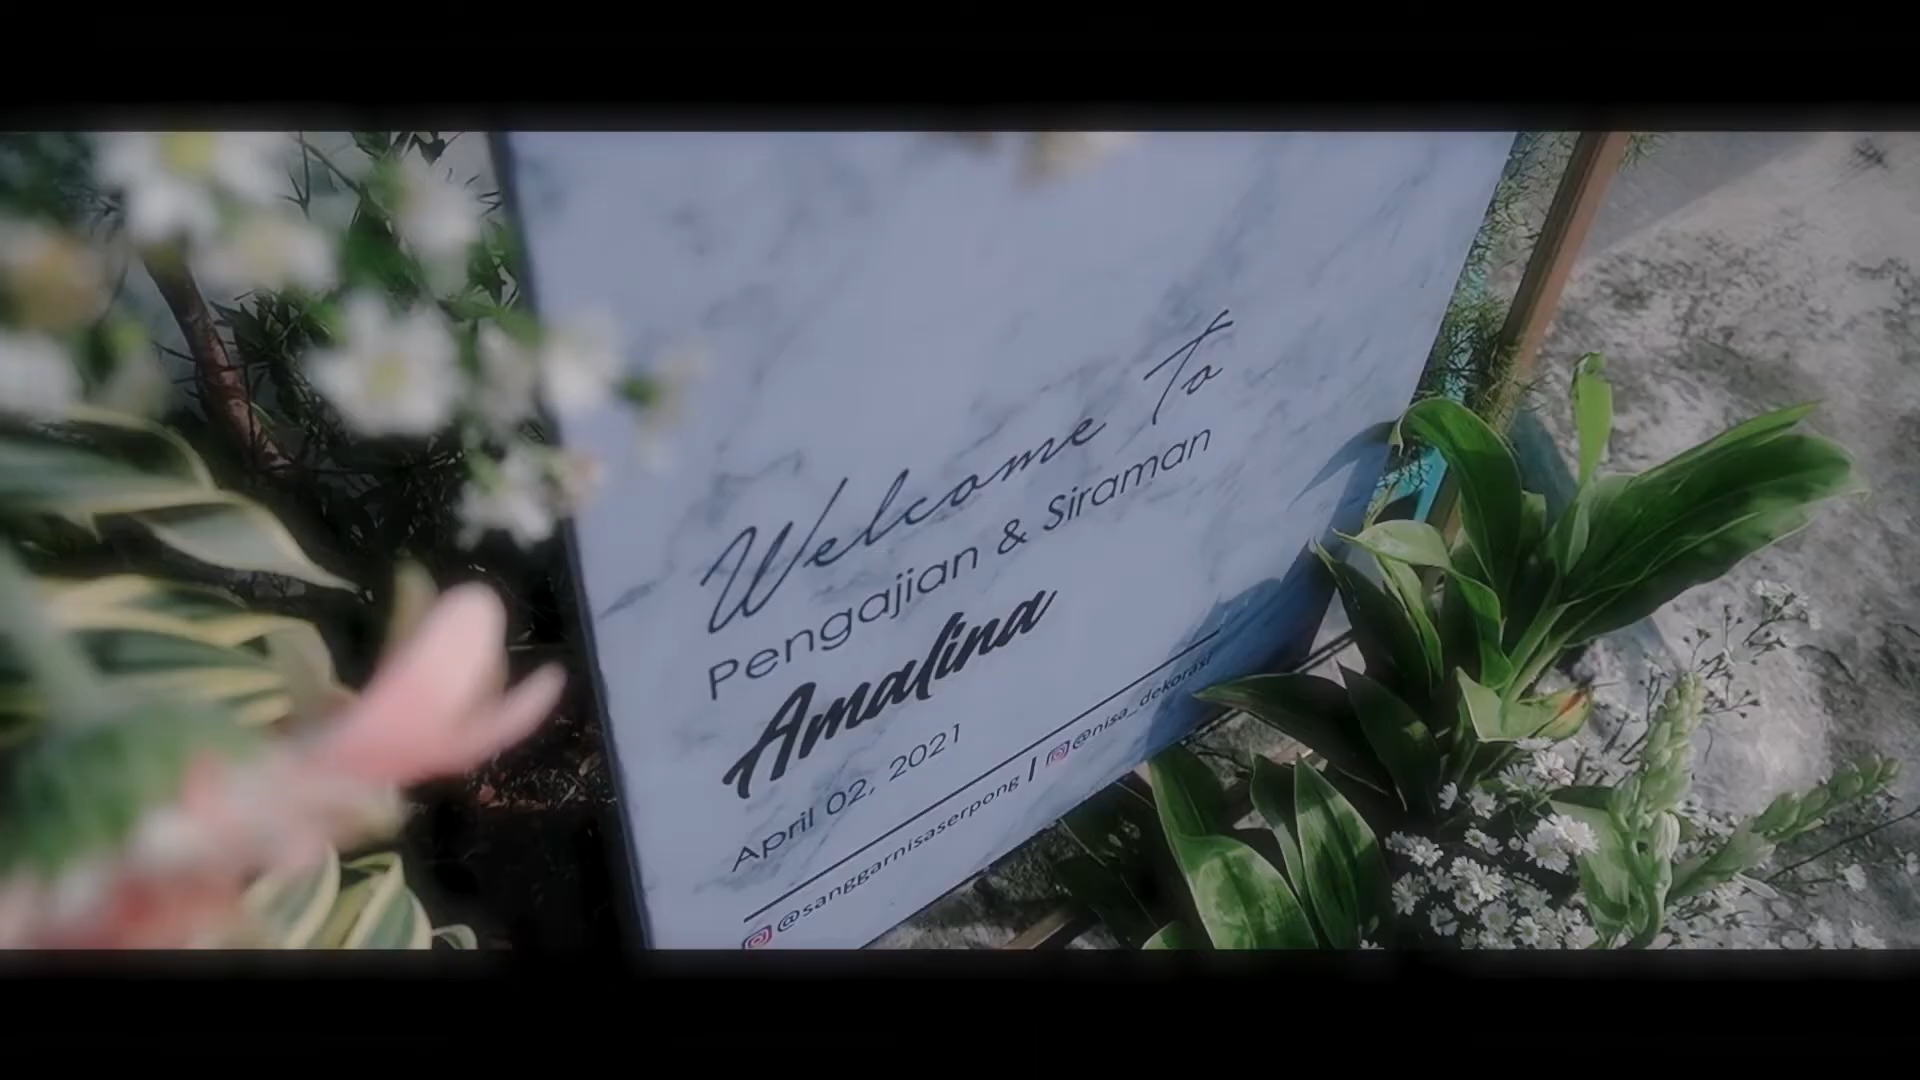 Welcome To
Pengajian & Siraman
Amalina
April 02, 2021
@sanggarnisaserpong | @nisa_dekorasi